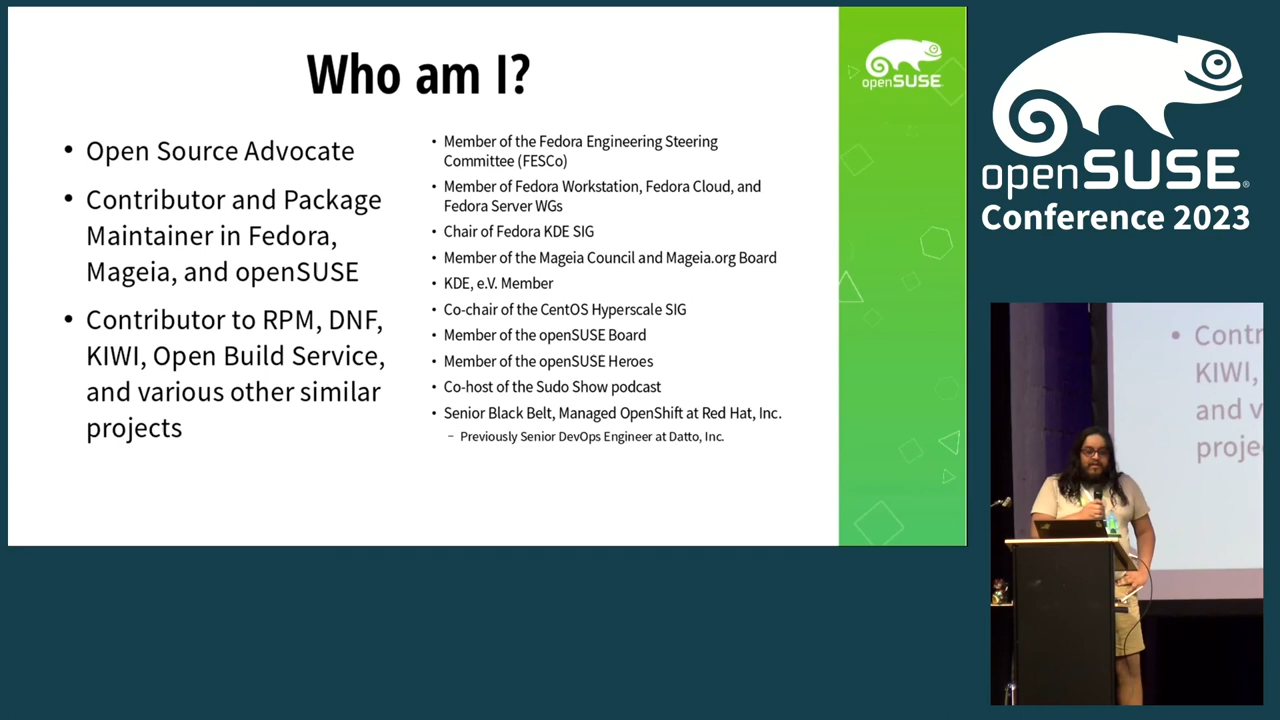 Who am I?
• Open Source Advocate
• Contributor and Package
Maintainer in Fedora,
Mageia, and openSUSE
• Contributor to RPM, DNF,
KIWI, Open Build Service,
and various other similar
projects
• Member of the Fedora Engineering Steering
Committee (FESCo)
• Member of Fedora Workstation, Fedora Cloud, and
Fedora Server WGs
• Chair of Fedora KDE SIG
• Member of the Mageia Council and Mageia.org Board
• KDE, e.V. Member
• Co-chair of the CentOS Hyperscale SIG
• Member of the openSUSE Board
• Member of the openSUSE Heroes
• Co-host of the Sudo Show podcast
• Senior Black Belt, Managed OpenShift at Red Hat, Inc.
– Previously Senior DevOps Engineer at Datto, Inc.
openSUSE
openSUSE®
Conference 2023
• Contr
KIWI,
and v
proje